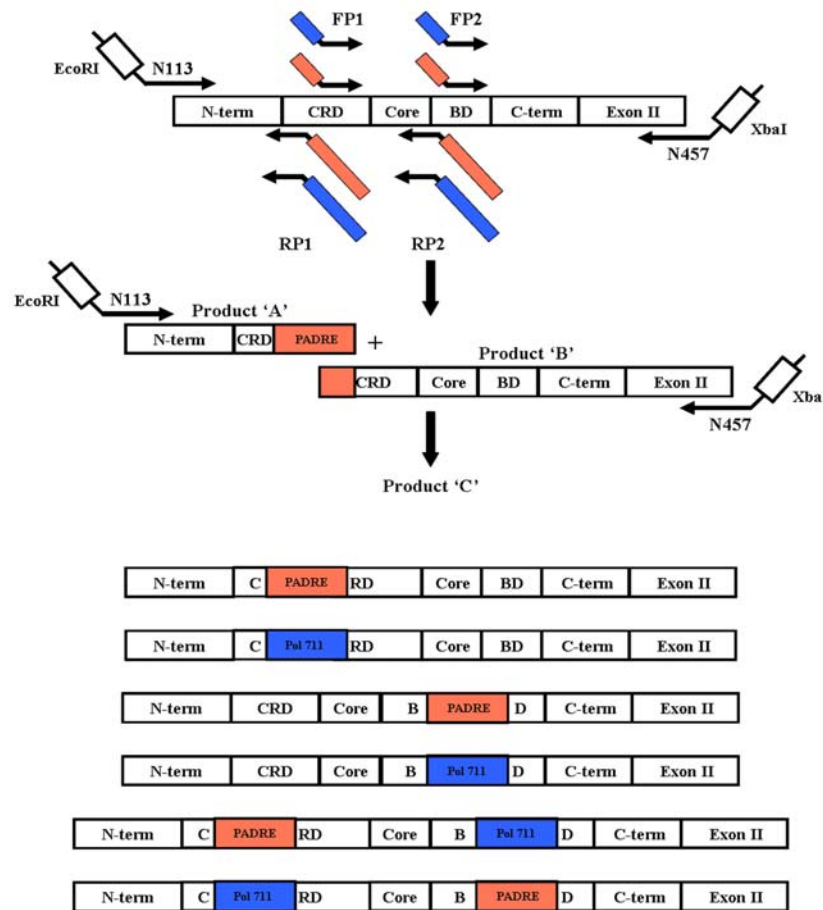 FP1 FP2
EcoRI N113
N-term CRD Core BD C-term Exon II
XbaI
N457
RP1 RP2
EcoRI N113
Product ‘A’
N-term CRD PADRE +
Product ‘B’
CRD Core BD C-term Exon II
Xba
N457
Product ‘C’
N-term C PADRE RD Core BD C-term Exon II
N-term C Pol 711 RD Core BD C-term Exon II
N-term CRD Core B PADRE D C-term Exon II
N-term CRD Core B Pol 711 D C-term Exon II
N-term C PADRE RD Core B Pol 711 D C-term Exon II
N-term C Pol 711 RD Core B PADRE D C-term Exon II